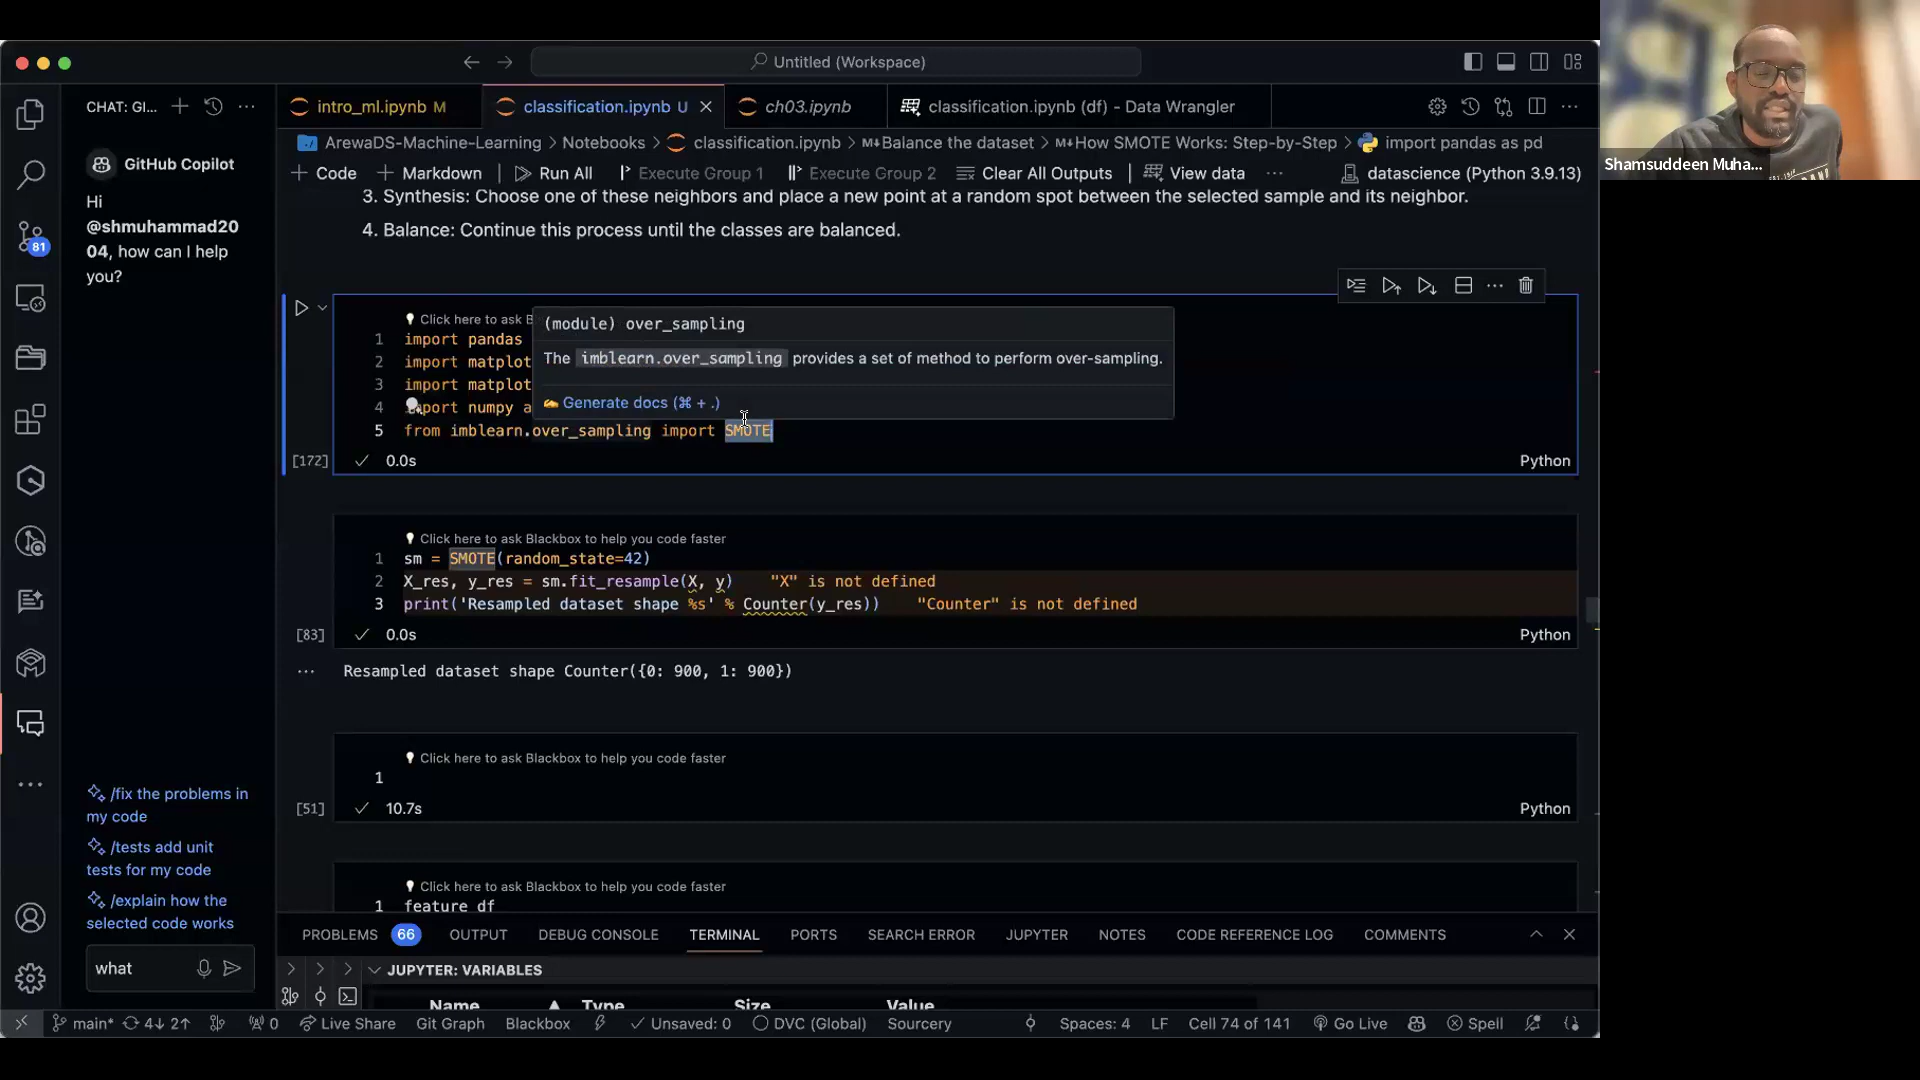 Untitled (Workspace)
CHAT: GI...
intro_ml.ipynb M
classification.ipynb U
ch03.ipynb
classification.ipynb (df) - Data Wrangler
ArewaDS-Machine-Learning > Notebooks > classification.ipynb > M↓Balance the dataset > M↓How SMOTE Works: Step-by-Step > import pandas as pd
+ Code + Markdown Run All Execute Group 1 Execute Group 2 Clear All Outputs View data ... datascience (Python 3.9.13)
GitHub Copilot
Hi
@shmuhammad20
04, how can I help
you?
3. Synthesis: Choose one of these neighbors and place a new point at a random spot between the selected sample and its neighbor.
4. Balance: Continue this process until the classes are balanced.
Click here to ask B
(module) over_sampling
The imblearn.over_sampling provides a set of method to perform over-sampling.
Generate docs (⌘ + .)
1 import pandas
2 import matplot
3 import matplot
4 import numpy a
5 from imblearn.over_sampling import SMOTE
[172] ✓ 0.0s Python
Click here to ask Blackbox to help you code faster
1 sm = SMOTE(random_state=42)
2 X_res, y_res = sm.fit_resample(X, y) "X" is not defined
3 print('Resampled dataset shape %s' % Counter(y_res)) "Counter" is not defined
[83] ✓ 0.0s Python
... Resampled dataset shape Counter({0: 900, 1: 900})
Click here to ask Blackbox to help you code faster
1
[51] ✓ 10.7s Python
Click here to ask Blackbox to help you code faster
1 feature_df
81
/fix the problems in
my code
/tests add unit
tests for my code
/explain how the
selected code works
what
PROBLEMS 66 OUTPUT DEBUG CONSOLE TERMINAL PORTS SEARCH ERROR JUPYTER NOTES CODE REFERENCE LOG COMMENTS
JUPYTER: VARIABLES
Name Type Size Value
main* 4↓ 2↑ 0 Live Share Git Graph Blackbox Unsaved: 0 DVC (Global) Sourcery Spaces: 4 LF Cell 74 of 141 Go Live Spell
Shamsuddeen Muha...